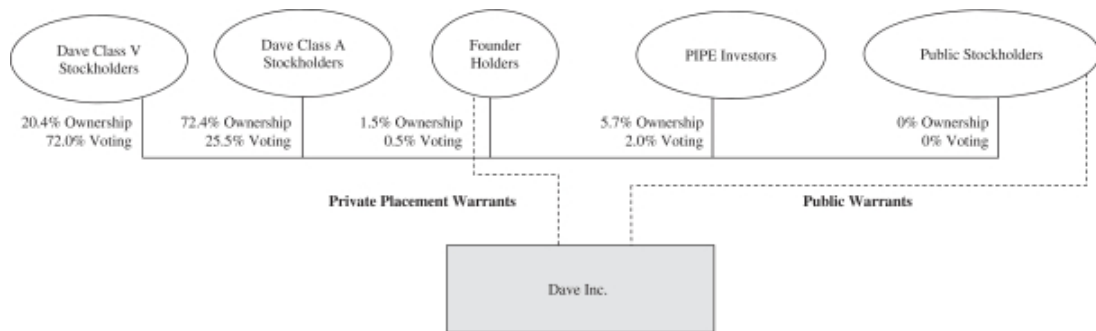 Dave Class V
Stockholders
Dave Class A
Stockholders
Founder
Holders
PIPE Investors
Public Stockholders
20.4% Ownership
72.0% Voting
72.4% Ownership
25.5% Voting
1.5% Ownership
0.5% Voting
5.7% Ownership
2.0% Voting
0% Ownership
0% Voting
Private Placement Warrants
Public Warrants
Dave Inc.